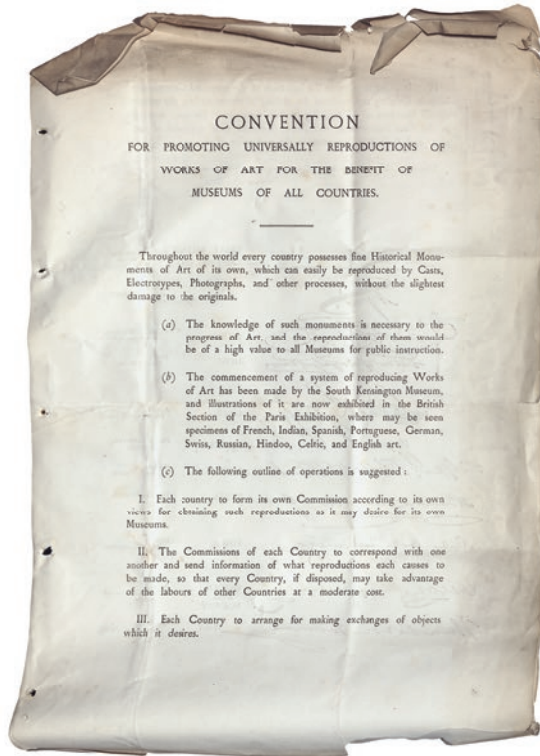 CONVENTION
FOR PROMOTING UNIVERSALLY REPRODUCTIONS OF
WORKS OF ART FOR THE BENEFIT OF
MUSEUMS OF ALL COUNTRIES.
Throughout the world every country possesses fine Historical Monu-
ments of Art of its own, which can easily be reproduced by Casts,
Electrotypes, Photographs, and other processes, without the slightest
damage to the originals.
(a) The knowledge of such monuments is necessary to the
progress of Art, and the reproductions of them would
be of a high value to all Museums for public instruction.
(b) The commencement of a system of reproducing Works
of Art has been made by the South Kensington Museum,
and illustrations of it are now exhibited in the British
Section of the Paris Exhibition, where may be seen
specimens of French, Indian, Spanish, Portuguese, German,
Swiss, Russian, Hindoo, Celtic, and English art.
(c) The following outline of operations is suggested :
I. Each country to form its own Commission according to its own
views for obtaining such reproductions as it may desire for its own
Museums.
II. The Commissions of each Country to correspond with one
another and send information of what reproductions each causes to
be made, so that every Country, if disposed, may take advantage
of the labours of other Countries at a moderate cost.
III. Each Country to arrange for making exchanges of objects
which it desires.